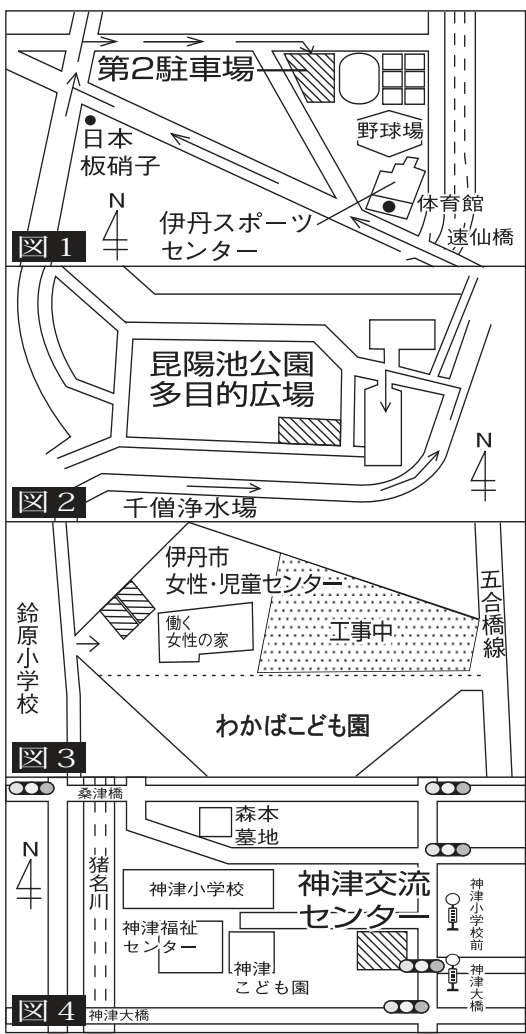 第2駐車場
野球場
日本
板硝子
体育館
N
伊丹スポーツ
センター
速仙橋
図1
昆陽池公園
多目的広場
N
千僧浄水場
図2
伊丹市
女性・児童センター
働く
女性の家
工事中
五合橋線
鈴原小学校
わかばこども園
図3
桑津橋
森本
墓地
N
猪名川
神津小学校
神津交流
センター
神津小学校前
神津福祉
センター
神津
こども園
神津大橋
図4
神津大橋